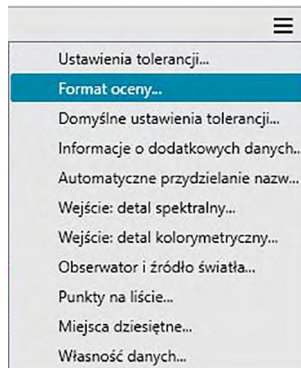 Ustawienia tolerancji...
Format oceny...
Domyślne ustawienia tolerancji...
Informacje o dodatkowych danych..
Automatyczne przydzielanie nazw...
Wejście: detal spektralny...
Wejście: detal kolorymetryczny...
Obserwator i źródło światła...
Punkty na liście...
Miejsca dziesiętne...
Własność danych...